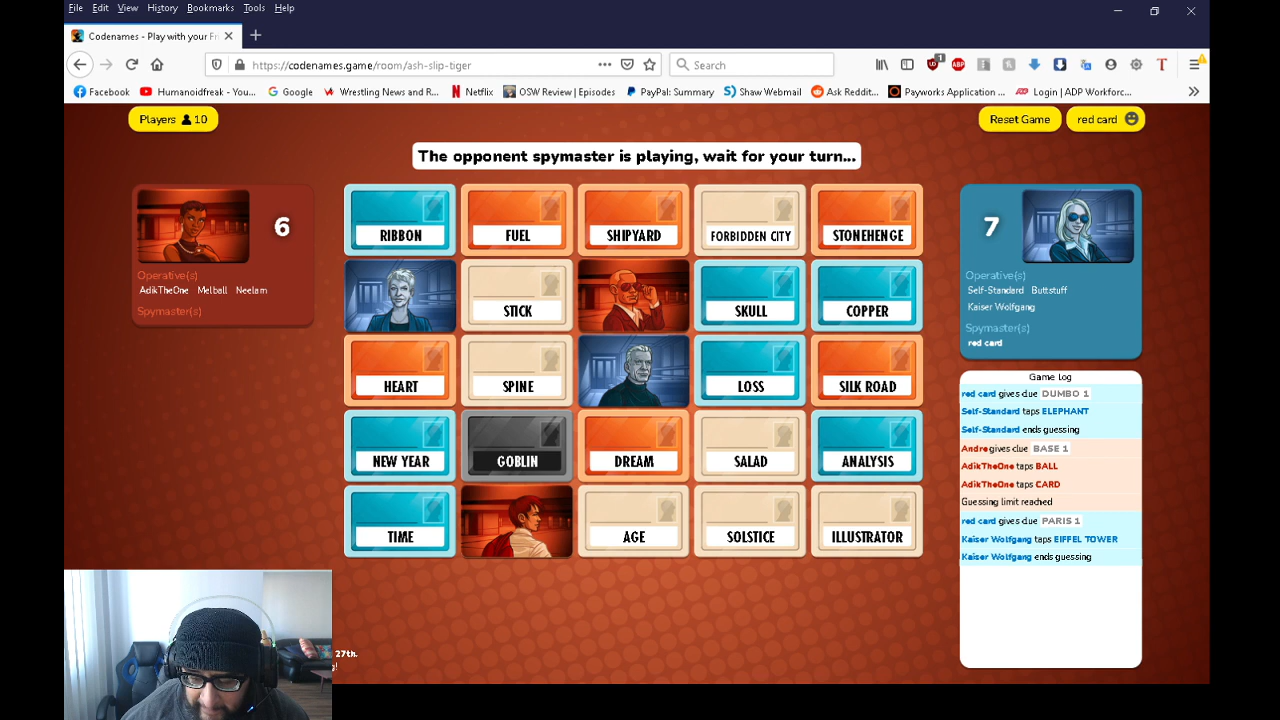 File Edit View History Bookmarks Tools Help
Codenames - Play with your Fri
https://codenames.game/room/ash-slip-tiger
Search
1
ABP
T
Facebook Humanoidfreak - You... Google Wrestling News and R... Netflix OSW Review | Episodes PayPal: Summary Shaw Webmail Ask Reddit... Payworks Application ... Login | ADP Workforc...
Players 10
Reset Game
red card
The opponent spymaster is playing, wait for your turn...
6
Operative(s)
AdikTheOne Melball Neelam
Spymaster(s)
RIBBON FUEL SHIPYARD FORBIDDEN CITY STONEHENGE
STICK SKULL COPPER
HEART SPINE LOSS SILK ROAD
NEW YEAR GOBLIN DREAM SALAD ANALYSIS
TIME AGE SOLSTICE ILLUSTRATOR
7
Operative(s)
Self-Standard Buttstuff
Kaiser Wolfgang
Spymaster(s)
red card
Game Log
red card gives clue DUMBO 1
Self-Standard taps ELEPHANT
Self-Standard ends guessing
Andre gives clue BASE 1
AdikTheOne taps BALL
AdikTheOne taps CARD
Guessing limit reached
red card gives clue PARIS 1
Kaiser Wolfgang taps EIFFEL TOWER
Kaiser Wolfgang ends guessing
27th.